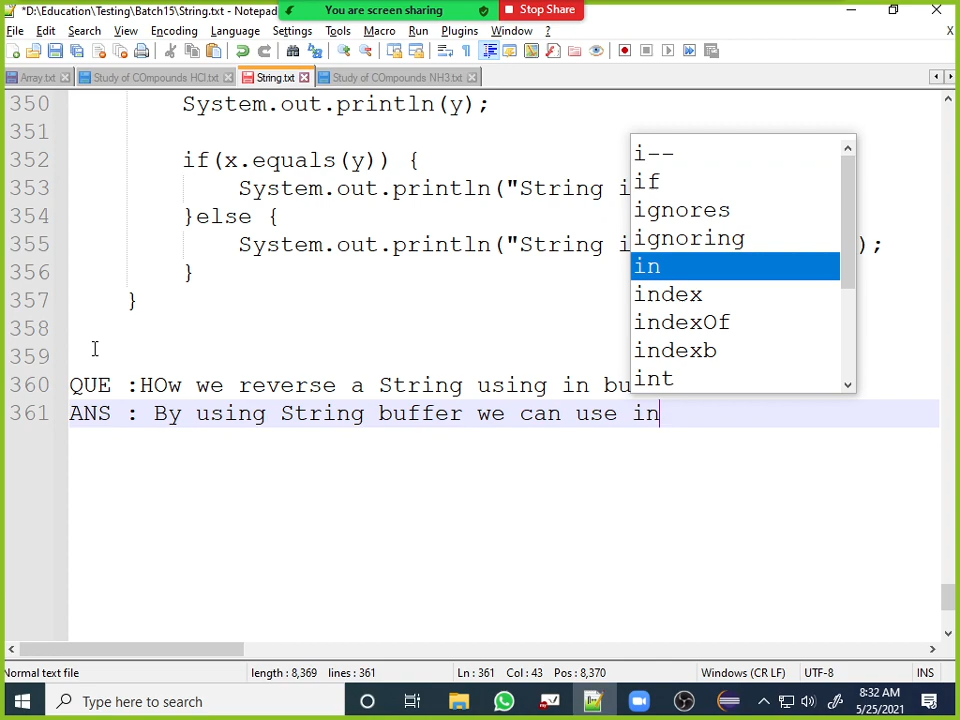 *D:\Education\Testing\Batch15\String.txt - Notepad
You are screen sharing
Stop Share
File Edit Search View Encoding Language Settings Tools Macro Run Plugins Window ? X
Array.txt Study of COmpounds HCl.txt String.txt Study of COmpounds NH3.txt
350 System.out.println(y);
351
352 if(x.equals(y)) {
353 System.out.println("String i
354 }else {
355 System.out.println("String i );
356 }
357 }
358
359
360 QUE :HOw we reverse a String using in bu
361 ANS : By using String buffer we can use in
i--
if
ignores
ignoring
in
index
indexOf
indexb
int
Normal text file length : 8,369 lines : 361 Ln : 361 Col : 43 Pos : 8,370 Windows (CR LF) UTF-8 INS
Type here to search
8:32 AM
5/25/2021